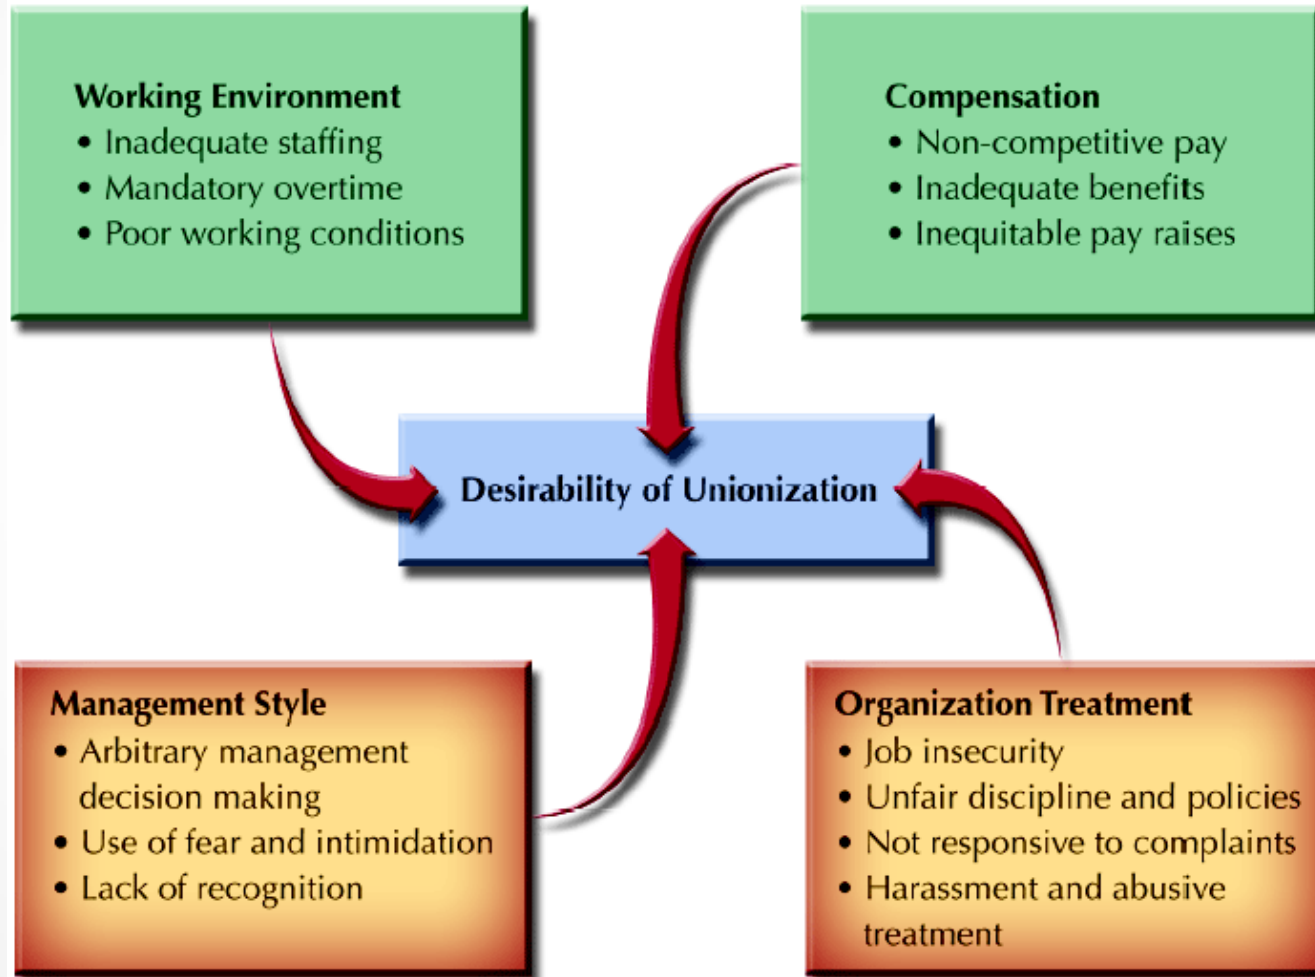 Working Environment
• Inadequate staffing
• Mandatory overtime
• Poor working conditions
Compensation
• Non-competitive pay
• Inadequate benefits
• Inequitable pay raises
Desirability of Unionization
Management Style
• Arbitrary management
decision making
• Use of fear and intimidation
• Lack of recognition
Organization Treatment
• Job insecurity
• Unfair discipline and policies
• Not responsive to complaints
• Harassment and abusive
treatment